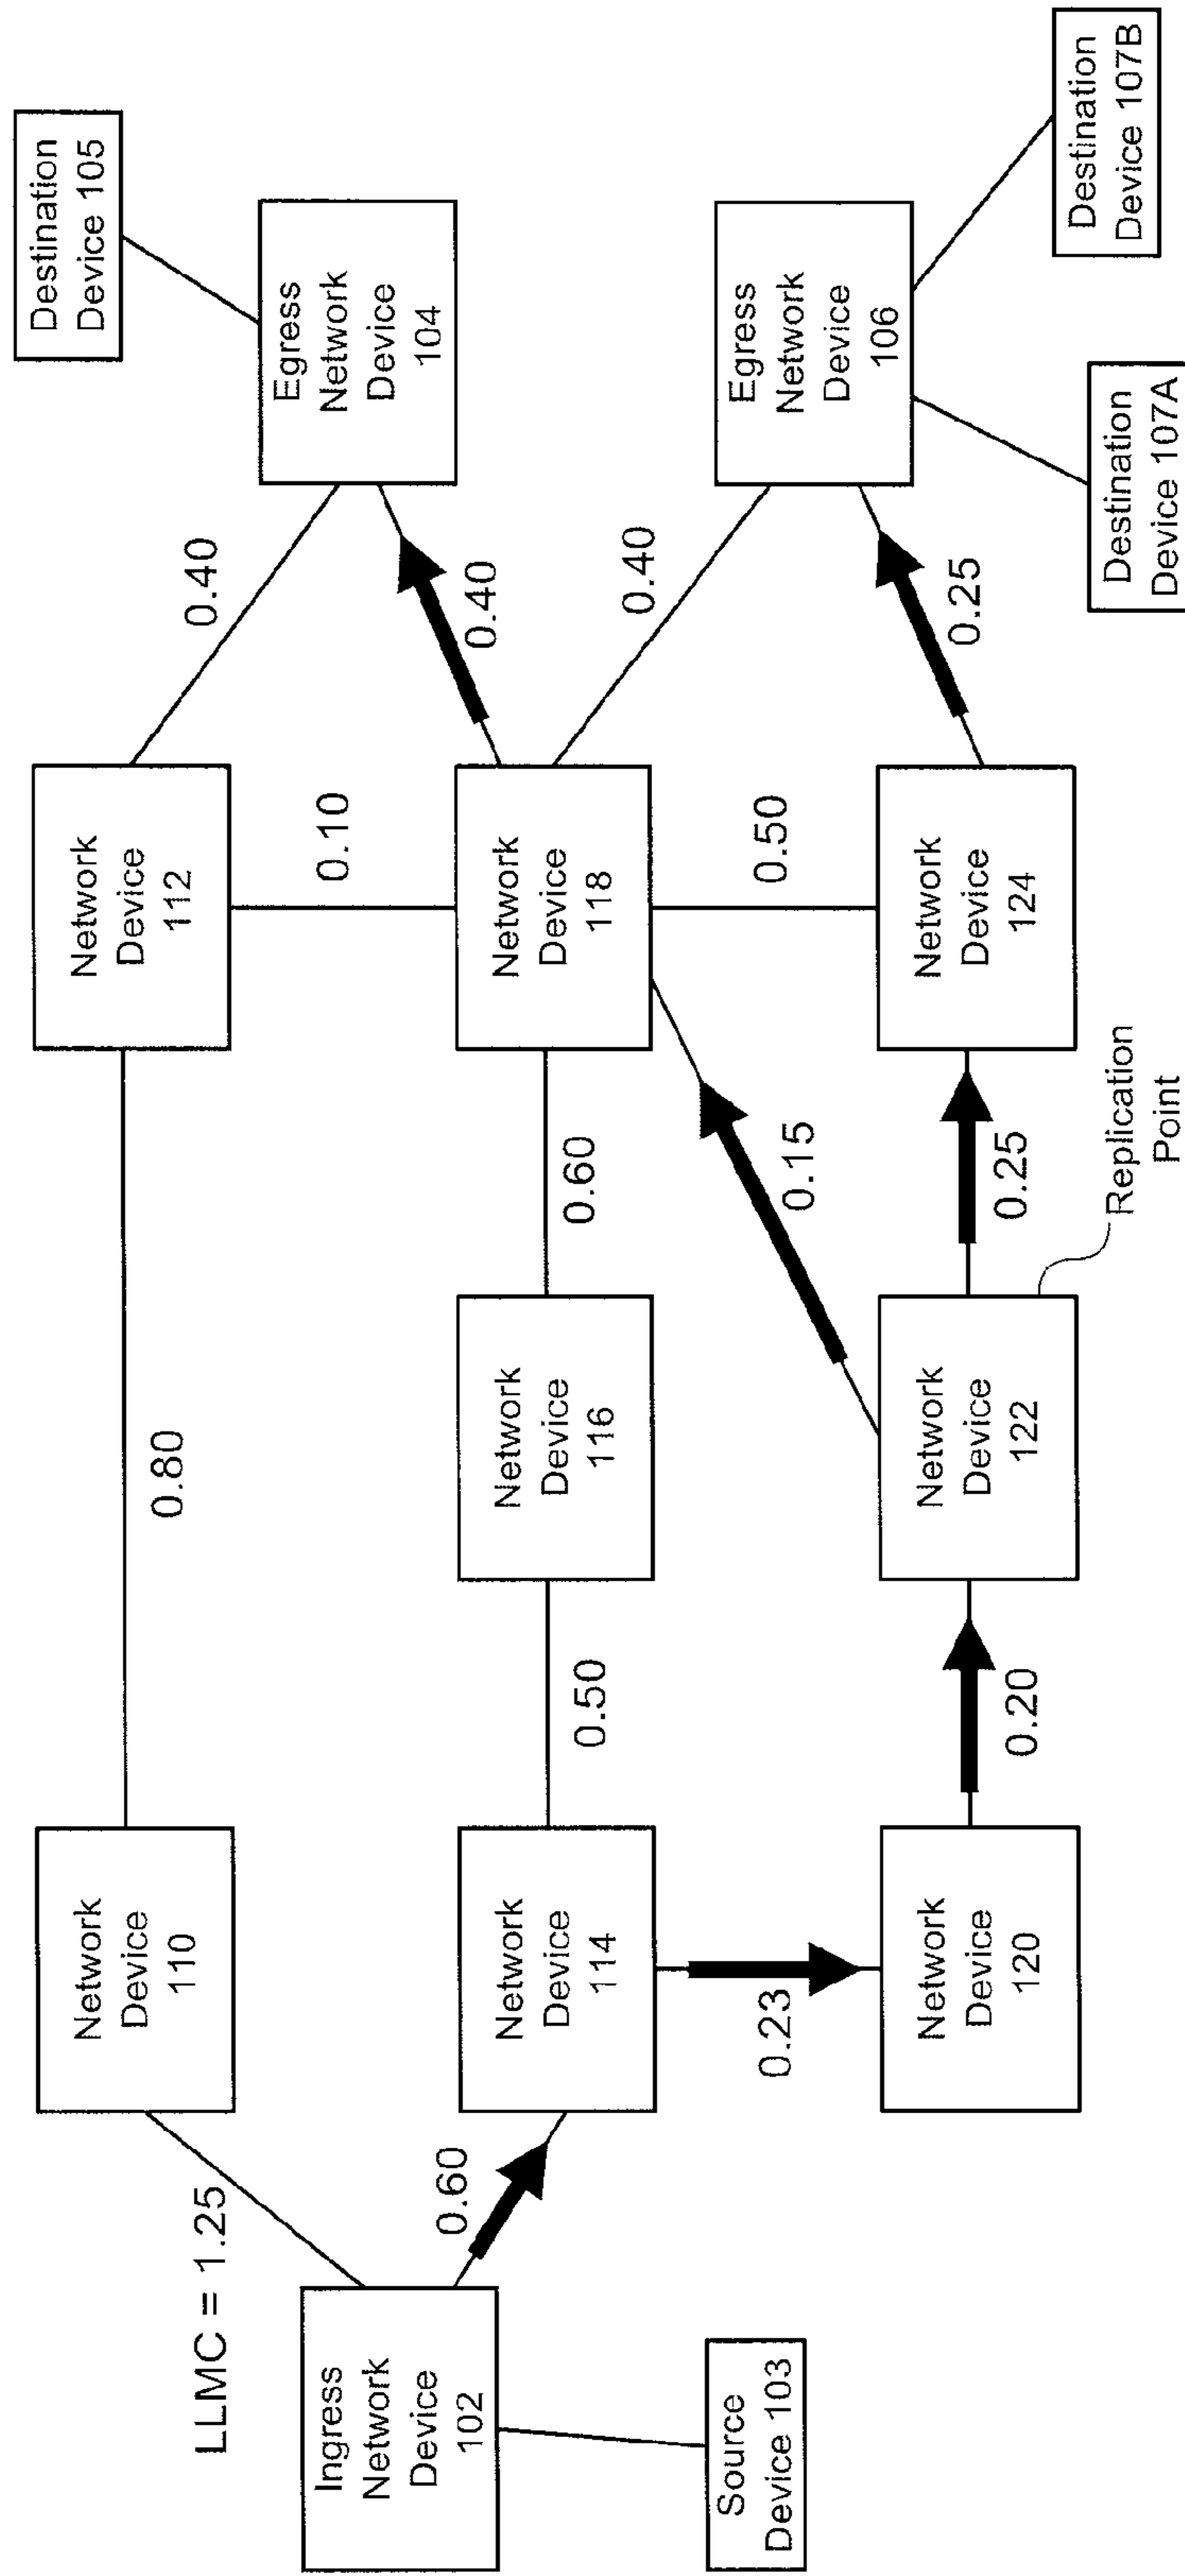 Destination
Device 105
LLMC = 1.25
Network
Device
110
0.80
Network
Device
112
0.40
Egress
Network
Device
104
Ingress
Network
Device
102
0.60
Network
Device
114
0.50
Network
Device
116
0.60
Network
Device
118
0.10
0.40
0.40
Egress
Network
Device
106
Source
Device 103
0.23
0.15
0.50
Network
Device
120
0.20
Network
Device
122
0.25
Network
Device
124
0.25
Replication
Point
Destination
Device 107A
Destination
Device 107B